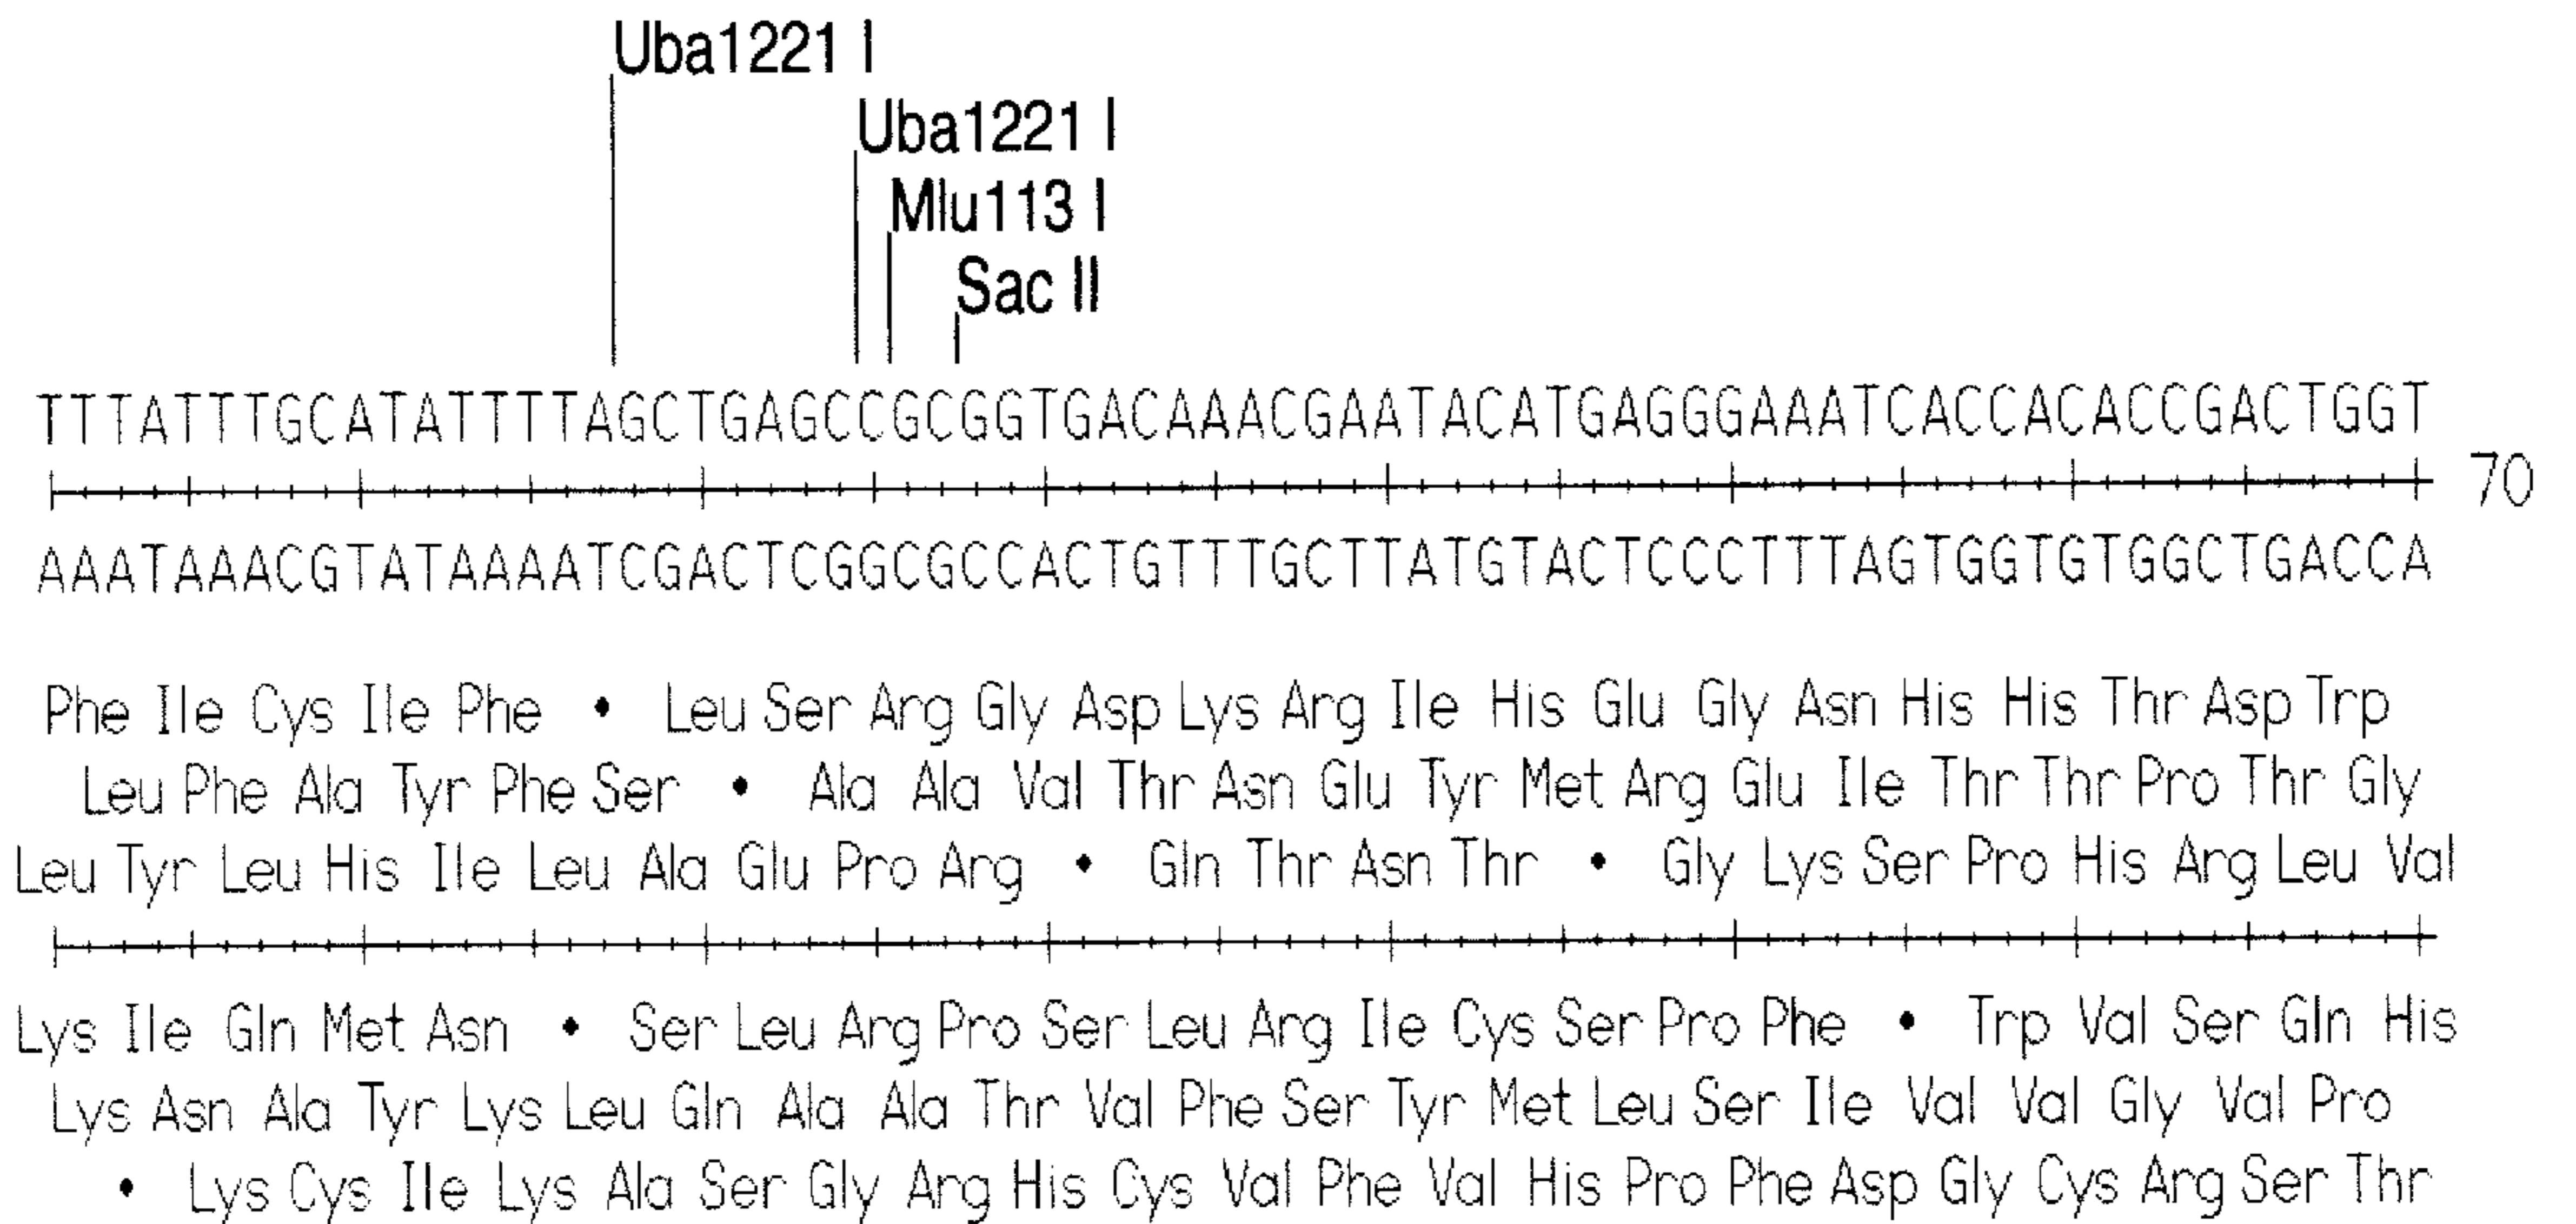 Uba1221 I
Uba1221 I
Mlu113 I
Sac II
TTTATTTGCATATTTTAGCTGAGCCGCGGTGACAAACGAATACATGAGGGAAATCACCACACCGACTGGT
70
AAATAAACGTATAAAATCGACTCGGCGCCACTGTTTGCTTATGTACTCCCTTTAGTGGTGTGGCTGACCA
Phe Ile Cys Ile Phe • Leu Ser Arg Gly Asp Lys Arg Ile His Glu Gly Asn His His Thr Asp Trp
Leu Phe Ala Tyr Phe Ser • Ala Ala Val Thr Asn Glu Tyr Met Arg Glu Ile Thr Thr Pro Thr Gly
Leu Tyr Leu His Ile Leu Ala Glu Pro Arg • Gln Thr Asn Thr • Gly Lys Ser Pro His Arg Leu Val
Lys Ile Gln Met Asn • Ser Leu Arg Pro Ser Leu Arg Ile Cys Ser Pro Phe • Trp Val Ser Gln His
Lys Asn Ala Tyr Lys Leu Gln Ala Ala Thr Val Phe Ser Tyr Met Leu Ser Ile Val Val Gly Val Pro
• Lys Cys Ile Lys Ala Ser Gly Arg His Cys Val Phe Val His Pro Phe Asp Gly Cys Arg Ser Thr